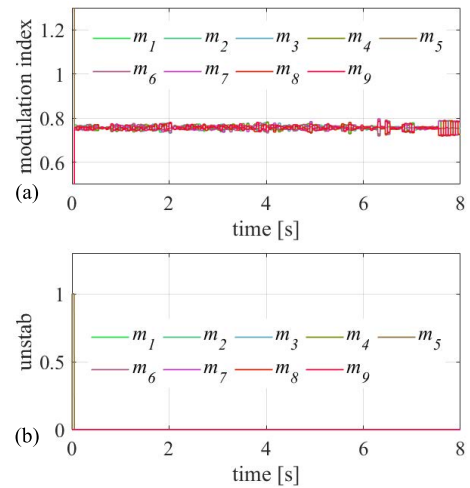 1.2
1
0.8
0.6
modulation index
m1 m2 m3 m4 m5
m6 m7 m8 m9
0 2 4 6 8
(a)
time [s]
1
0.5
0
unstab
m1 m2 m3 m4 m5
m6 m7 m8 m9
0 2 4 6 8
(b)
time [s]